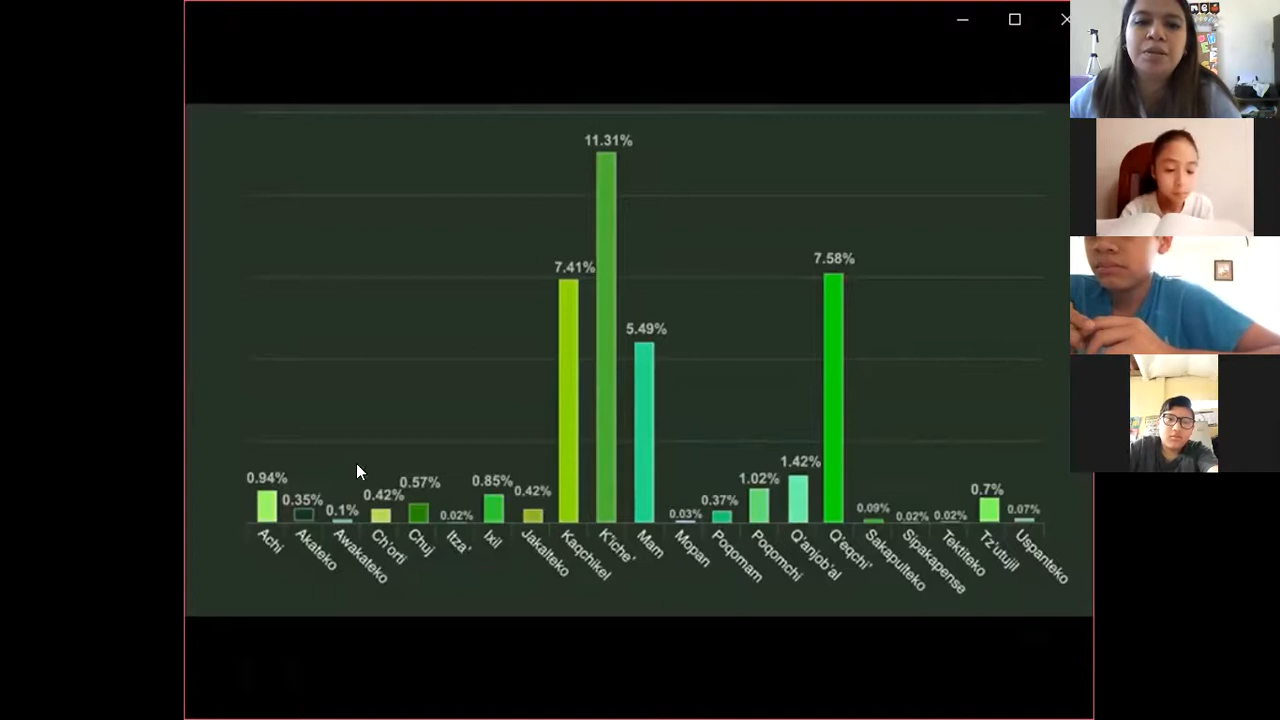 11.31%
7.41%
7.58%
5.49%
0.94%
0.35%
0.1%
0.42%
0.57%
0.02%
0.85%
0.42%
0.03%
0.37%
1.02%
1.42%
0.09%
0.02%
0.02%
0.7%
0.07%
Achi
Akateko
Awakateko
Ch'orti
Chuj
Itza'
Ixil
Jakalteko
Kaqchikel
K'iche'
Mam
Mopan
Poqomam
Poqomchi
Q'anjob'al
Q'eqchi'
Sakapulteko
Sipakapense
Tektiteko
Tz'utujil
Uspanteko